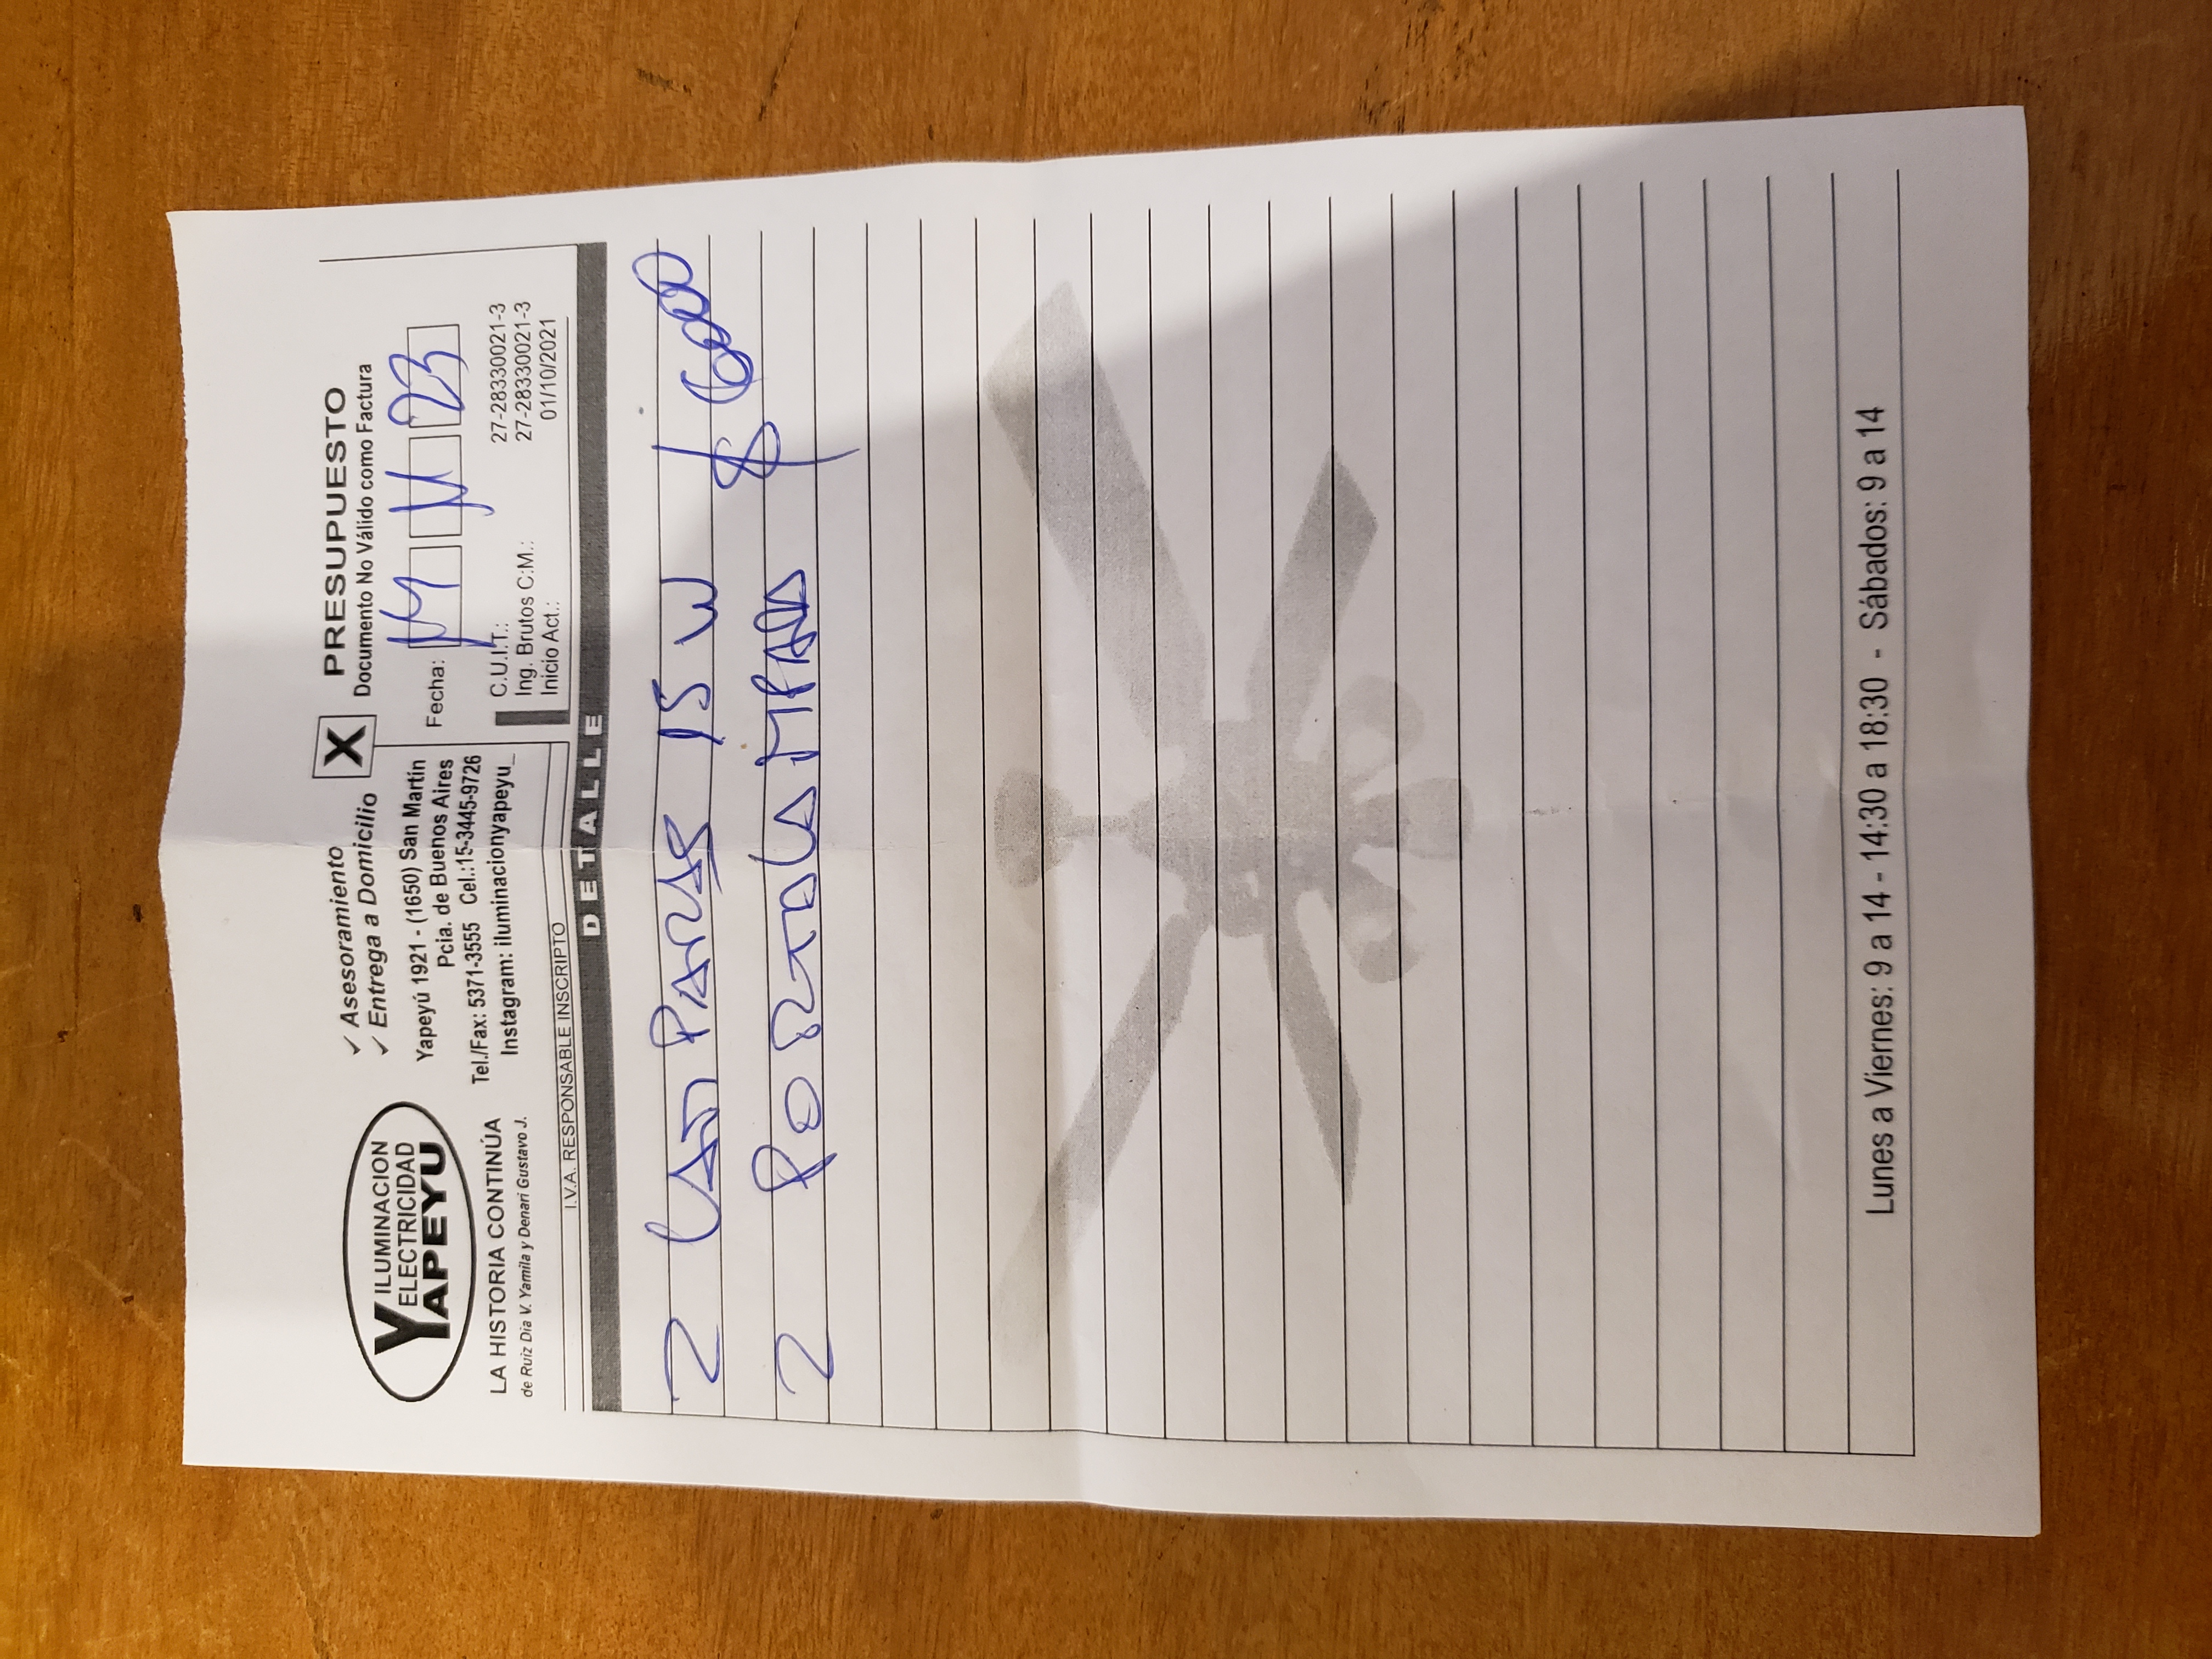 Y ILUMINACION
ELECTRICIDAD
YAPEYU
LA HISTORIA CONTINÚA
de Ruiz Dia V. Yamila y Denari Gustavo J.
✓ Asesoramiento
✓ Entrega a Domicilio
Yapeyú 1921 - (1650) San Martín
Pcia. de Buenos Aires
Tel./Fax: 5371-3555 Cel.:15-3445-9726
Instagram: iluminacionyapeyu_
I.V.A. RESPONSABLE INSCRIPTO
X
PRESUPUESTO
Documento No Válido como Factura
Fecha: 14 11 23
C.U.I.T.: 27-28330021-3
Ing. Brutos C:M.: 27-28330021-3
Inicio Act.: 01/10/2021
DETALLE
2 LAMPARAS 15 W
$ 6000
2 PORTALAMPARA
Lunes a Viernes: 9 a 14 - 14:30 a 18:30 - Sábados: 9 a 14